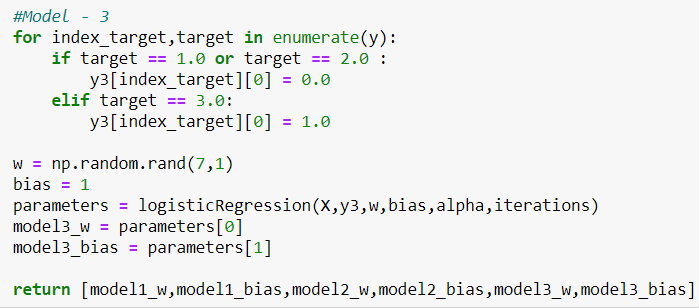 #Model - 3
for index_target,target in enumerate(y):
    if target == 1.0 or target == 2.0 :
        y3[index_target][0] = 0.0
    elif target == 3.0:
        y3[index_target][0] = 1.0

w = np.random.rand(7,1)
bias = 1
parameters = logisticRegression(X,y3,w,bias,alpha,iterations)
model3_w = parameters[0]
model3_bias = parameters[1]

return [model1_w,model1_bias,model2_w,model2_bias,model3_w,model3_bias]